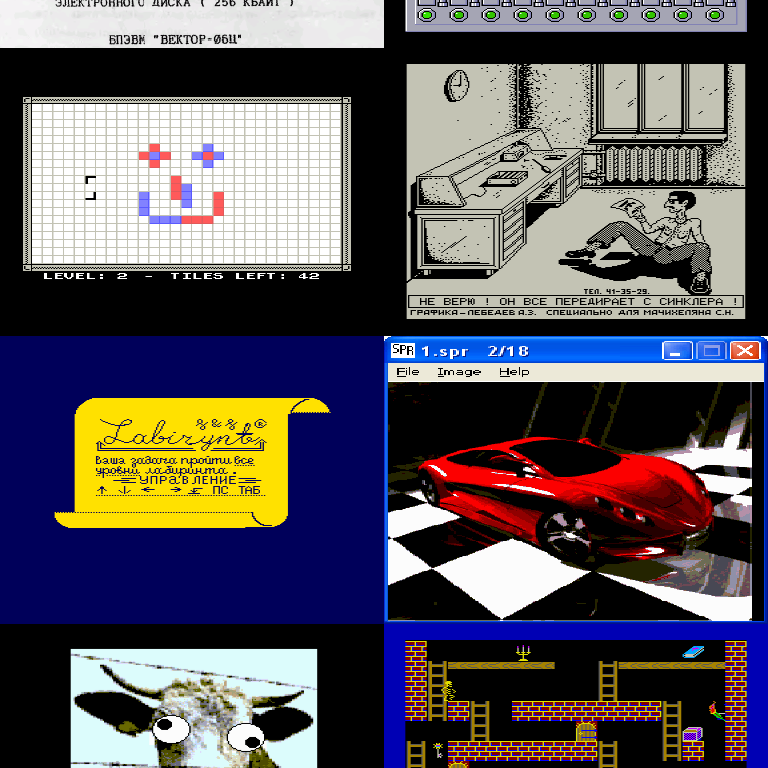 ЭЛЕКТРОННОГО ДИСКА ( 256 КБАЙТ )
БПЭВМ "ВЕКТОР-06Ц"
LEVEL: 2 - TILES LEFT: 42
ТЕЛ. 41-35-29.
НЕ ВЕРЮ ! ОН ВСЕ ПЕРЕДИРАЕТ С СИНКЛЕРА !
ГРАФИКА-ЛЕБЕДЕВ А.З. СПЕЦИАЛЬНО ДЛЯ МАЧИХЕЛЯНА С.Н.
Labirynt®
Ваша задача пройти все
уровни лабиринта .
УПРАВЛЕНИЕ
↑ ↓ ← → ПС ТАБ
SPR 1.spr 2/18
File Image Help